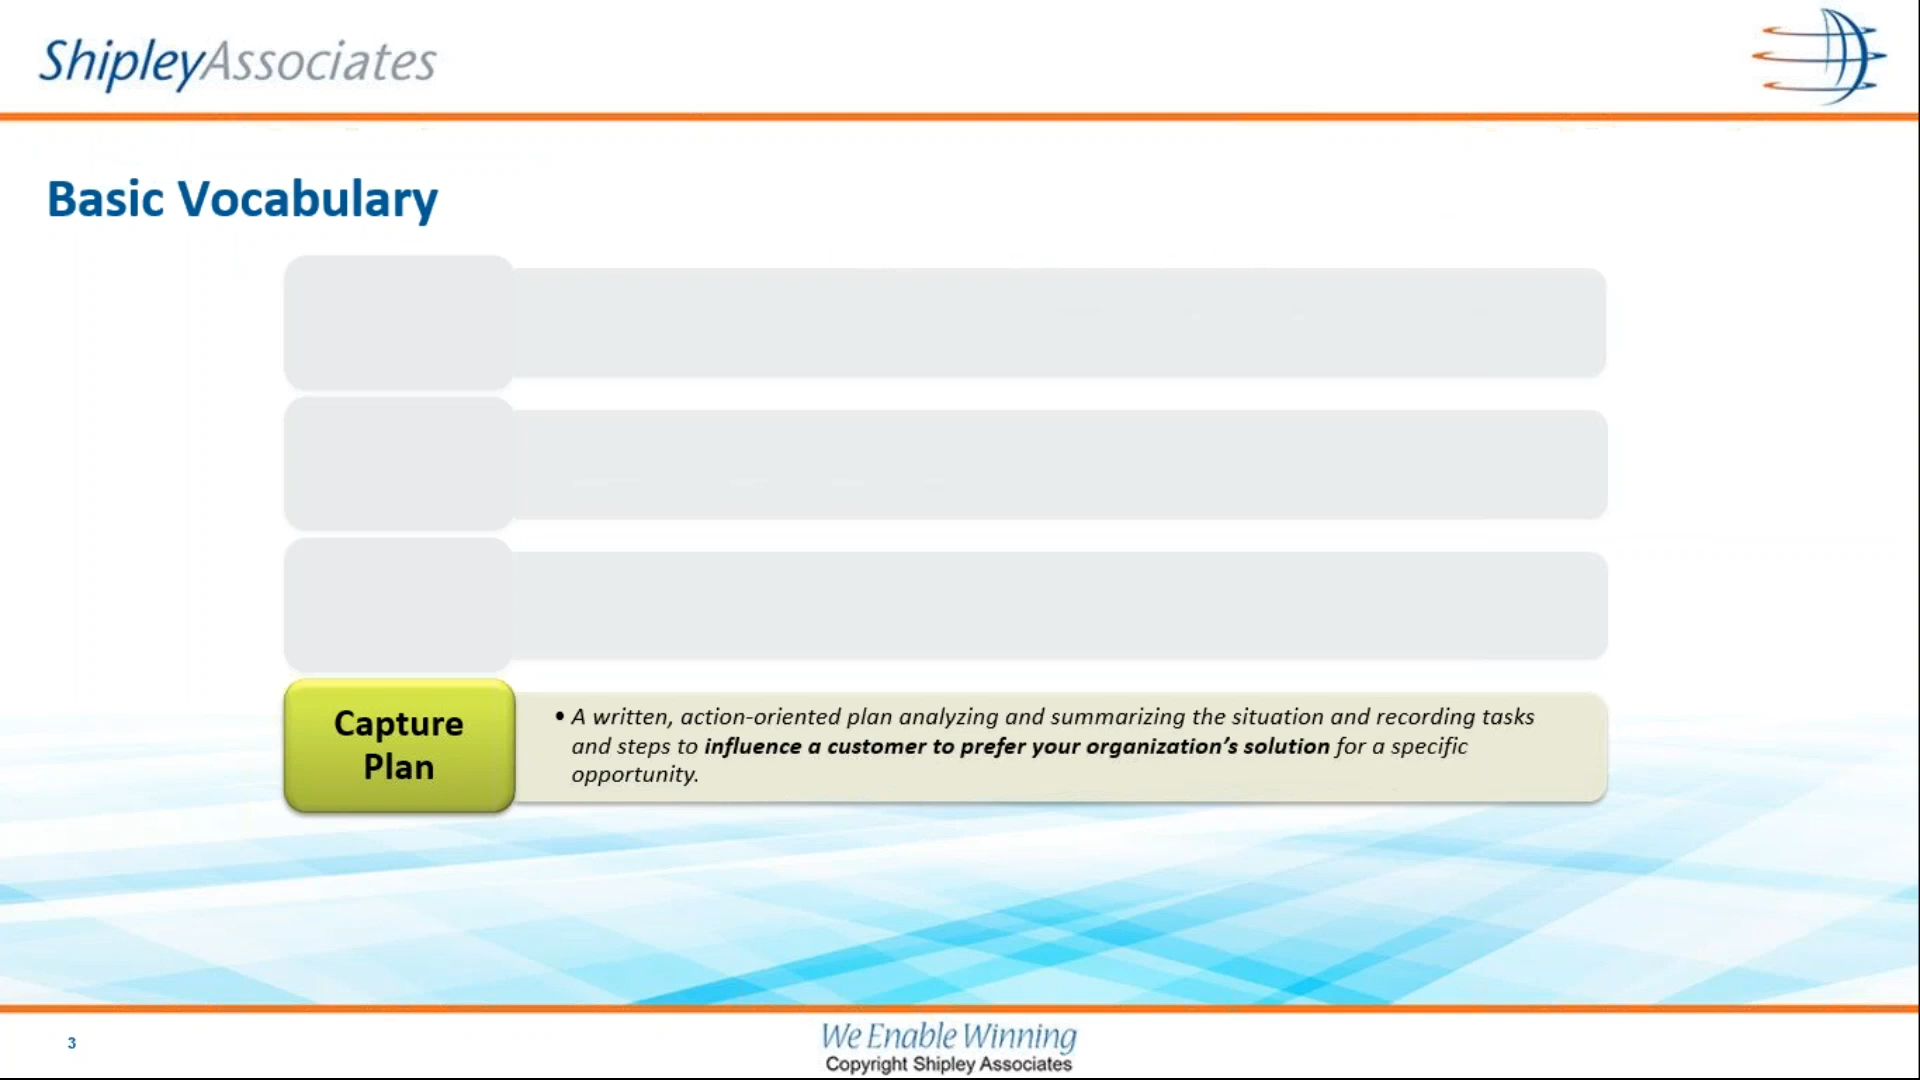 ShipleyAssociates
Basic Vocabulary
Capture
Plan
• A written, action-oriented plan analyzing and summarizing the situation and recording tasks
and steps to influence a customer to prefer your organization’s solution for a specific
opportunity.
3
We Enable Winning
Copyright Shipley Associates